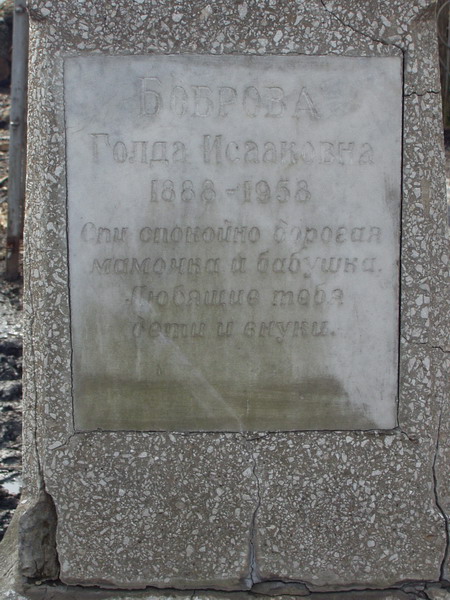 БОБРОВА
Голда Исааковна
1888-1958
Спи спокойно дорогая
мамочка и бабушка.
Любящие тебя
дети и внуки.